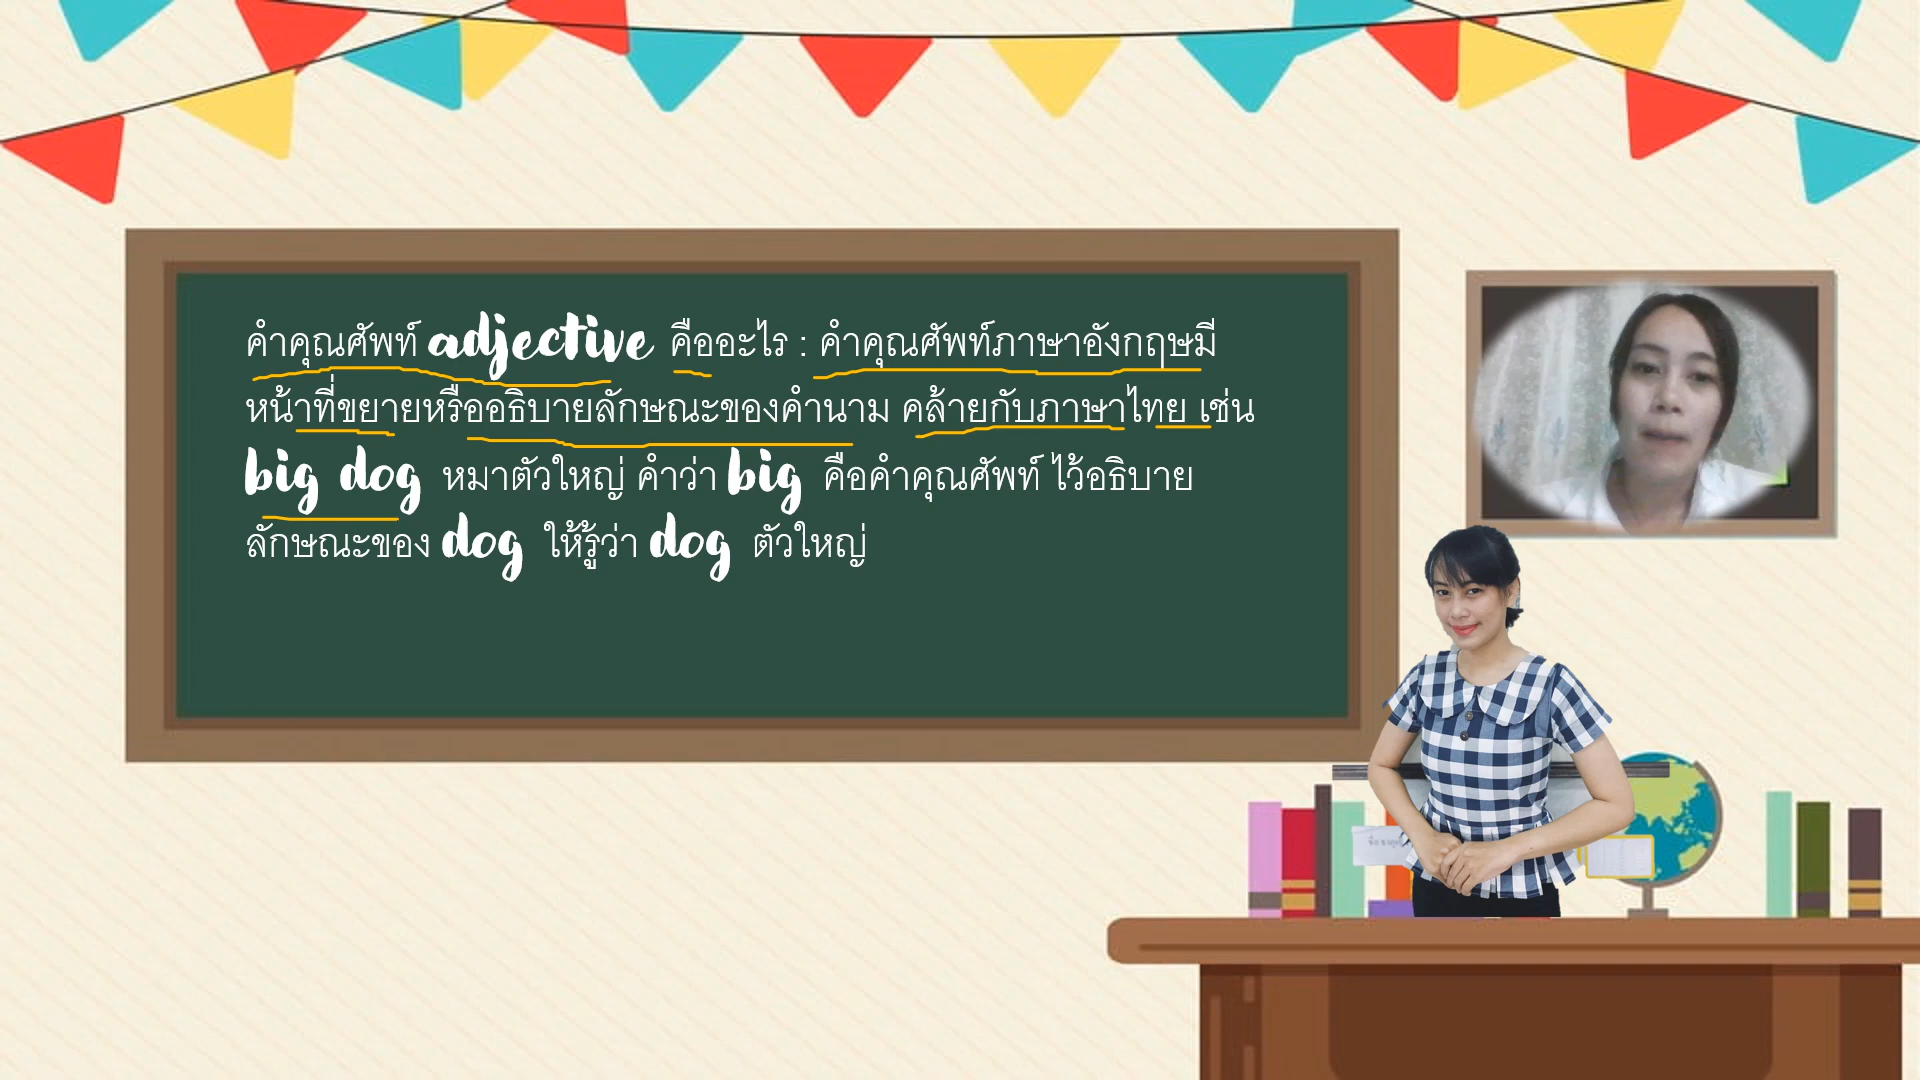 คำคุณศัพท์ adjective คืออะไร : คำคุณศัพท์ภาษาอังกฤษมี
หน้าที่ขยายหรือออธิบายลักษณะของคำนาม คล้ายกับภาษาไทย เช่น
big dog หมาตัวใหญ่ คำว่า big คือคำคุณศัพท์ ไว้อธิบาย
ลักษณะของ dog ให้รู้ว่า dog ตัวใหญ่